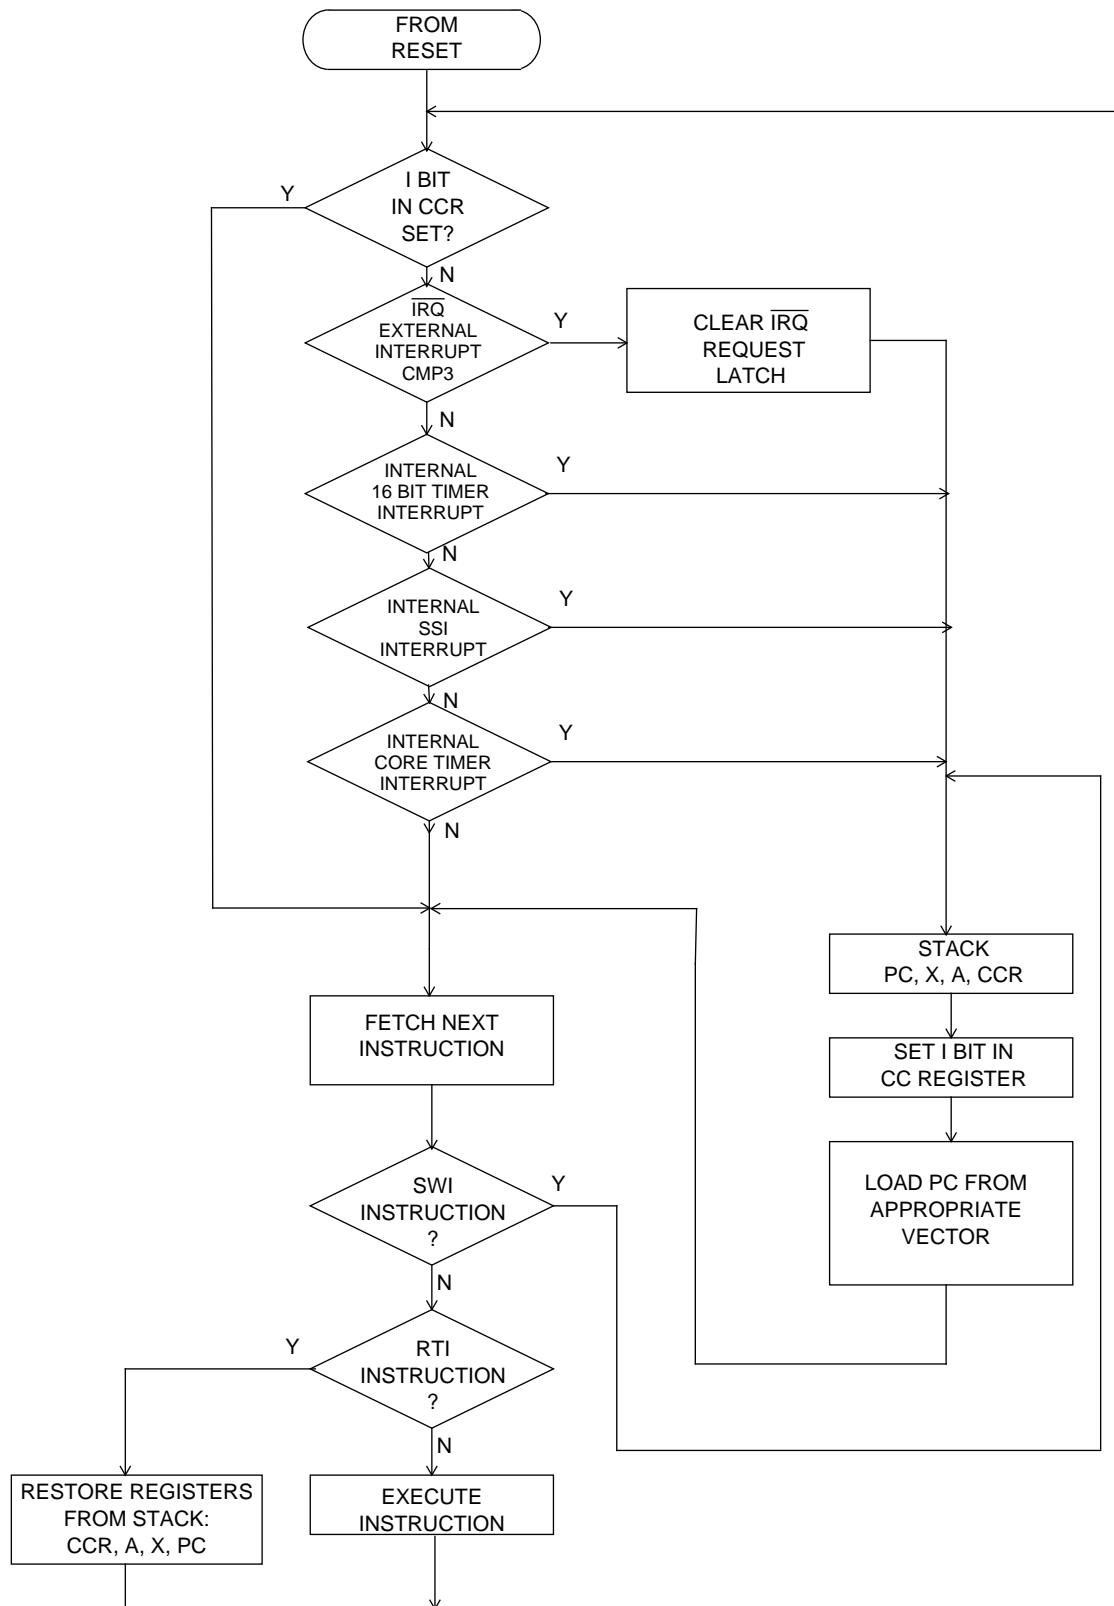 FROM
RESET
Y
I BIT
IN CCR
SET?
N
IRQ
EXTERNAL
INTERRUPT
CMP3
Y
CLEAR IRQ
REQUEST
LATCH
N
INTERNAL
16 BIT TIMER
INTERRUPT
Y
N
INTERNAL
SSI
INTERRUPT
Y
N
INTERNAL
CORE TIMER
INTERRUPT
Y
N
STACK
PC, X, A, CCR
FETCH NEXT
INSTRUCTION
SET I BIT IN
CC REGISTER
SWI
INSTRUCTION
?
Y
LOAD PC FROM
APPROPRIATE
VECTOR
N
Y
RTI
INSTRUCTION
?
N
RESTORE REGISTERS
FROM STACK:
CCR, A, X, PC
EXECUTE
INSTRUCTION